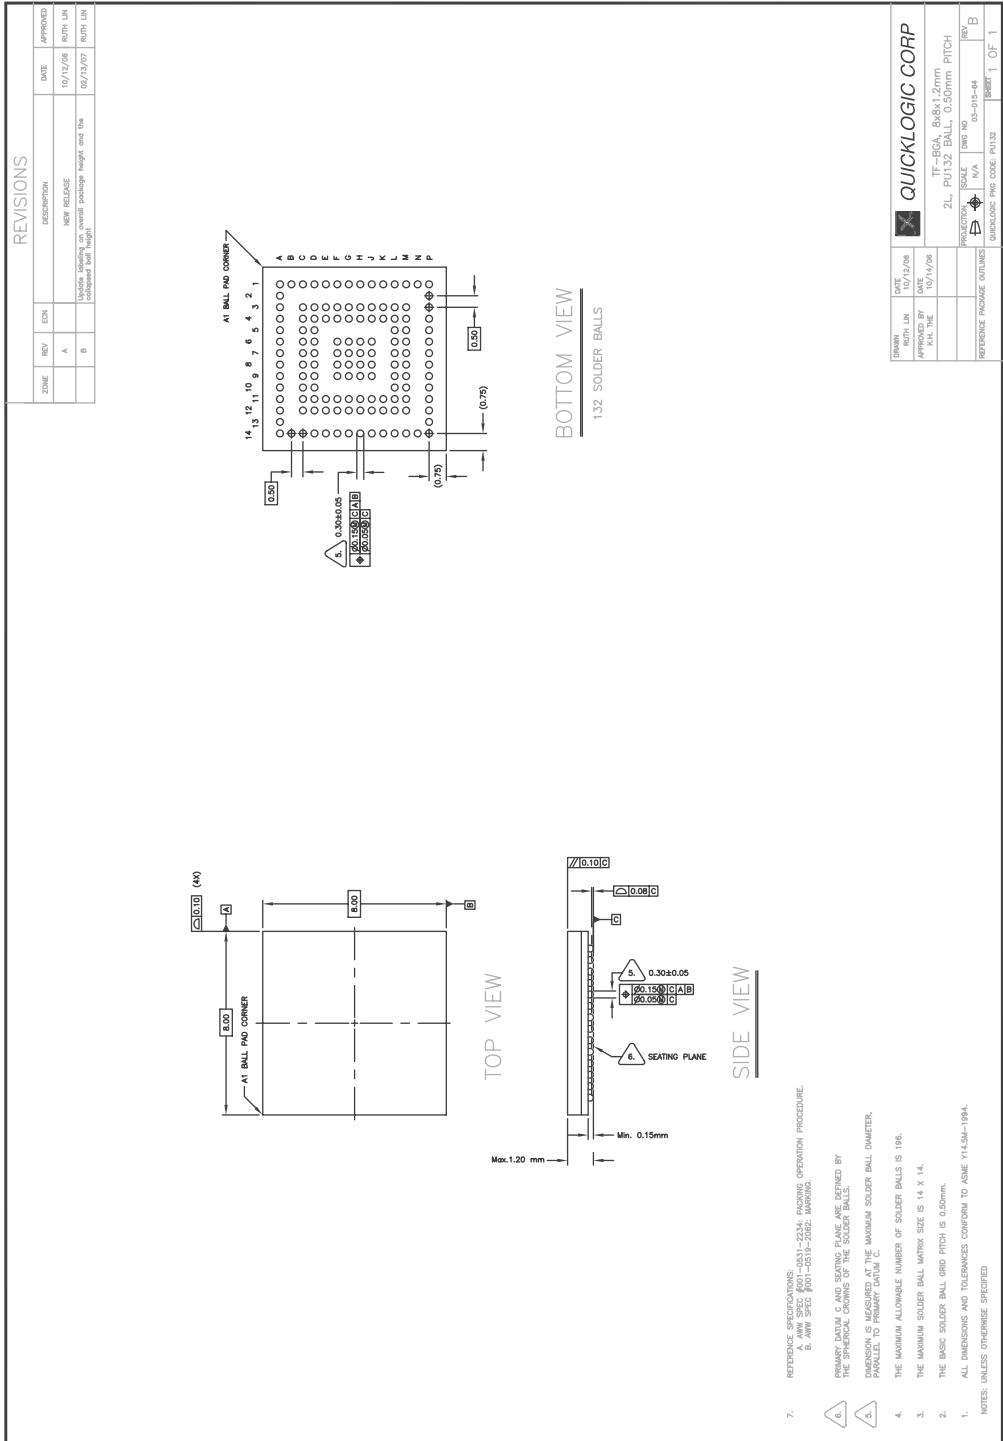 REVISIONS
ZONE REV ECN DESCRIPTION DATE APPROVED
A NEW RELEASE 10/12/06 RUTH LIN
B Update labeling on overall package height and the collapsed ball height 02/13/07 RUTH LIN
A1 BALL PAD CORNER
14 13 12 11 10 9 8 7 6 5 4 3 2 1
A
B
C
D
E
F
G
H
J
K
L
M
N
P
0.50
5. 0.30±0.05
⌖ Ø0.15Ⓜ C A B
Ø0.05Ⓜ C
(0.75)
(0.75)
0.50
BOTTOM VIEW
132 SOLDER BALLS
⌓ 0.10 (4X)
A
8.00
A1 BALL PAD CORNER
8.00
B
TOP VIEW
// 0.10 C
⌓ 0.08 C
C
5. 0.30±0.05
⌖ Ø0.15Ⓜ C A B
Ø0.05Ⓜ C
6. SEATING PLANE
Min. 0.15mm
Max.1.20 mm
SIDE VIEW
7. REFERENCE SPECIFICATIONS:
A. AWW SPEC #001-0531-2234: PACKING OPERATION PROCEDURE.
B. AWW SPEC #001-0519-2062: MARKING.
6. PRIMARY DATUM C AND SEATING PLANE ARE DEFINED BY
THE SPHERICAL CROWNS OF THE SOLDER BALLS.
5. DIMENSION IS MEASURED AT THE MAXIMUM SOLDER BALL DIAMETER,
PARALLEL TO PRIMARY DATUM C.
4. THE MAXIMUM ALLOWABLE NUMBER OF SOLDER BALLS IS 196.
3. THE MAXIMUM SOLDER BALL MATRIX SIZE IS 14 X 14.
2. THE BASIC SOLDER BALL GRID PITCH IS 0.50mm.
1. ALL DIMENSIONS AND TOLERANCES CONFORM TO ASME Y14.5M-1994.
NOTES: UNLESS OTHERWISE SPECIFIED
DRAWN RUTH LIN DATE 10/12/06
APPROVED BY K.H. THE DATE 10/14/06
REFERENCE PACKAGE OUTLINES
QUICKLOGIC CORP
TF-BGA, 8x8x1.2mm
2L, PU132 BALL, 0.50mm PITCH
PROJECTION SCALE N/A DWG NO 03-015-64 REV B
QUICKLOGIC PKG CODE: PU132 SHEET 1 OF 1